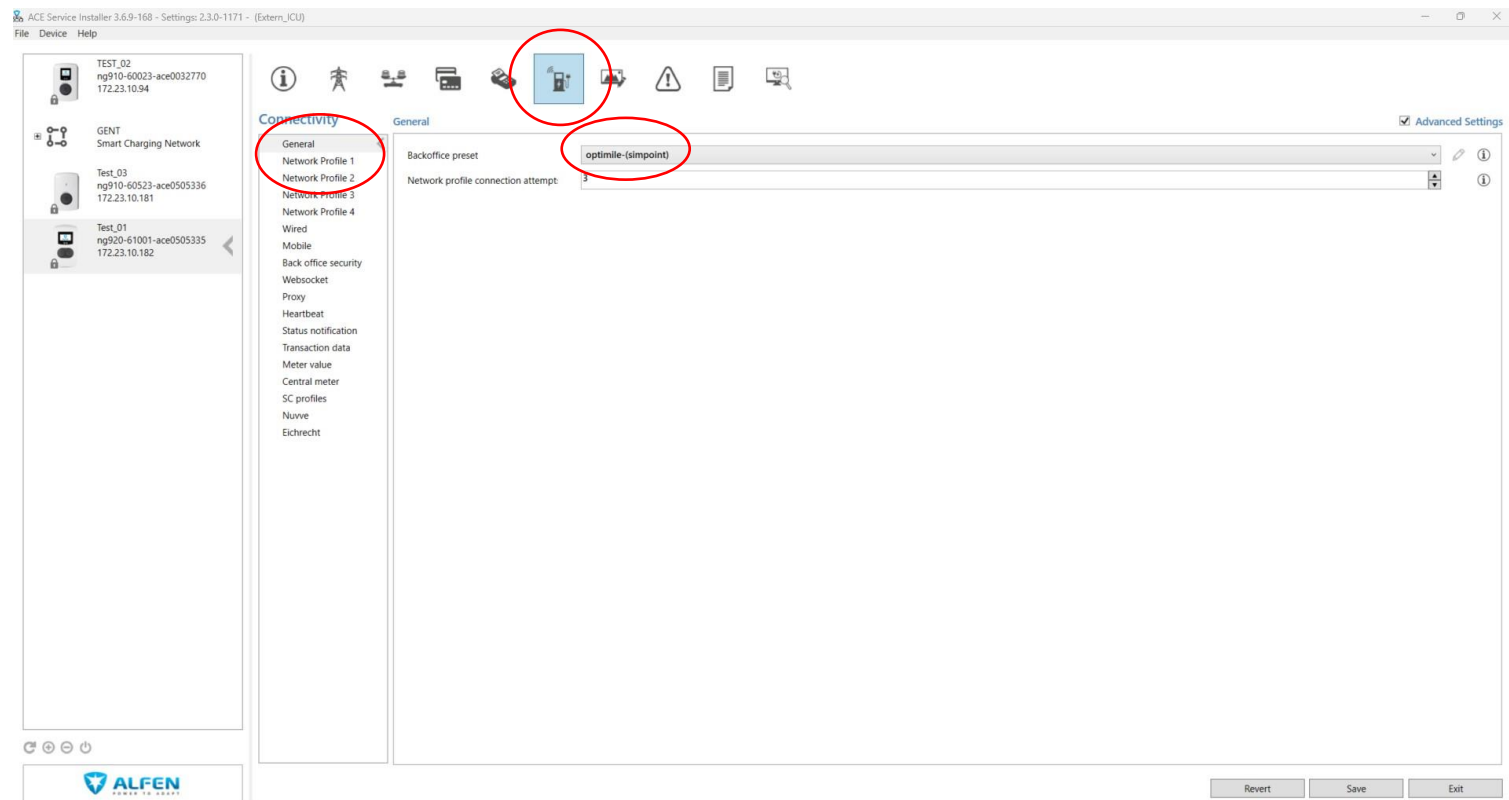 ACE Service Installer 3.6.9-168 - Settings: 2.3.0-1171 - (Extern_ICU)
File Device Help
TEST_02
ng910-60023-ace0032770
172.23.10.94
GENT
Smart Charging Network
Test_03
ng910-60523-ace0505336
172.23.10.181
Test_01
ng920-61001-ace0505335
172.23.10.182
ALFEN
POWER TO ADAPT
Connectivity
General
Network Profile 1
Network Profile 2
Network Profile 3
Network Profile 4
Wired
Mobile
Back office security
Websocket
Proxy
Heartbeat
Status notification
Transaction data
Meter value
Central meter
SC profiles
Nuvve
Eichrecht
General
Advanced Settings
Backoffice preset
optimile-(simpoint)
Network profile connection attempt:
3
Revert
Save
Exit